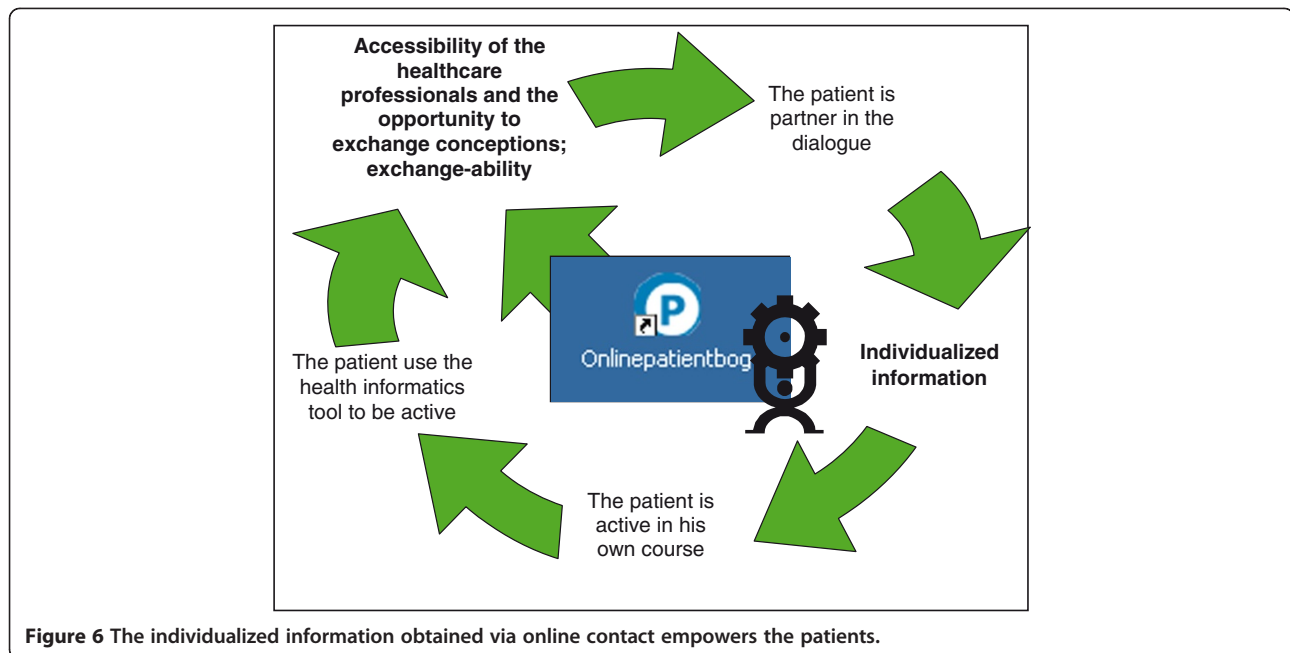 Accessibility of the
healthcare
professionals and the
opportunity to
exchange conceptions;
exchange-ability
The patient is
partner in the
dialogue
Individualized
information
The patient is
active in his
own course
The patient use the
health informatics
tool to be active
P
Onlinepatientbog
Figure 6 The individualized information obtained via online contact empowers the patients.